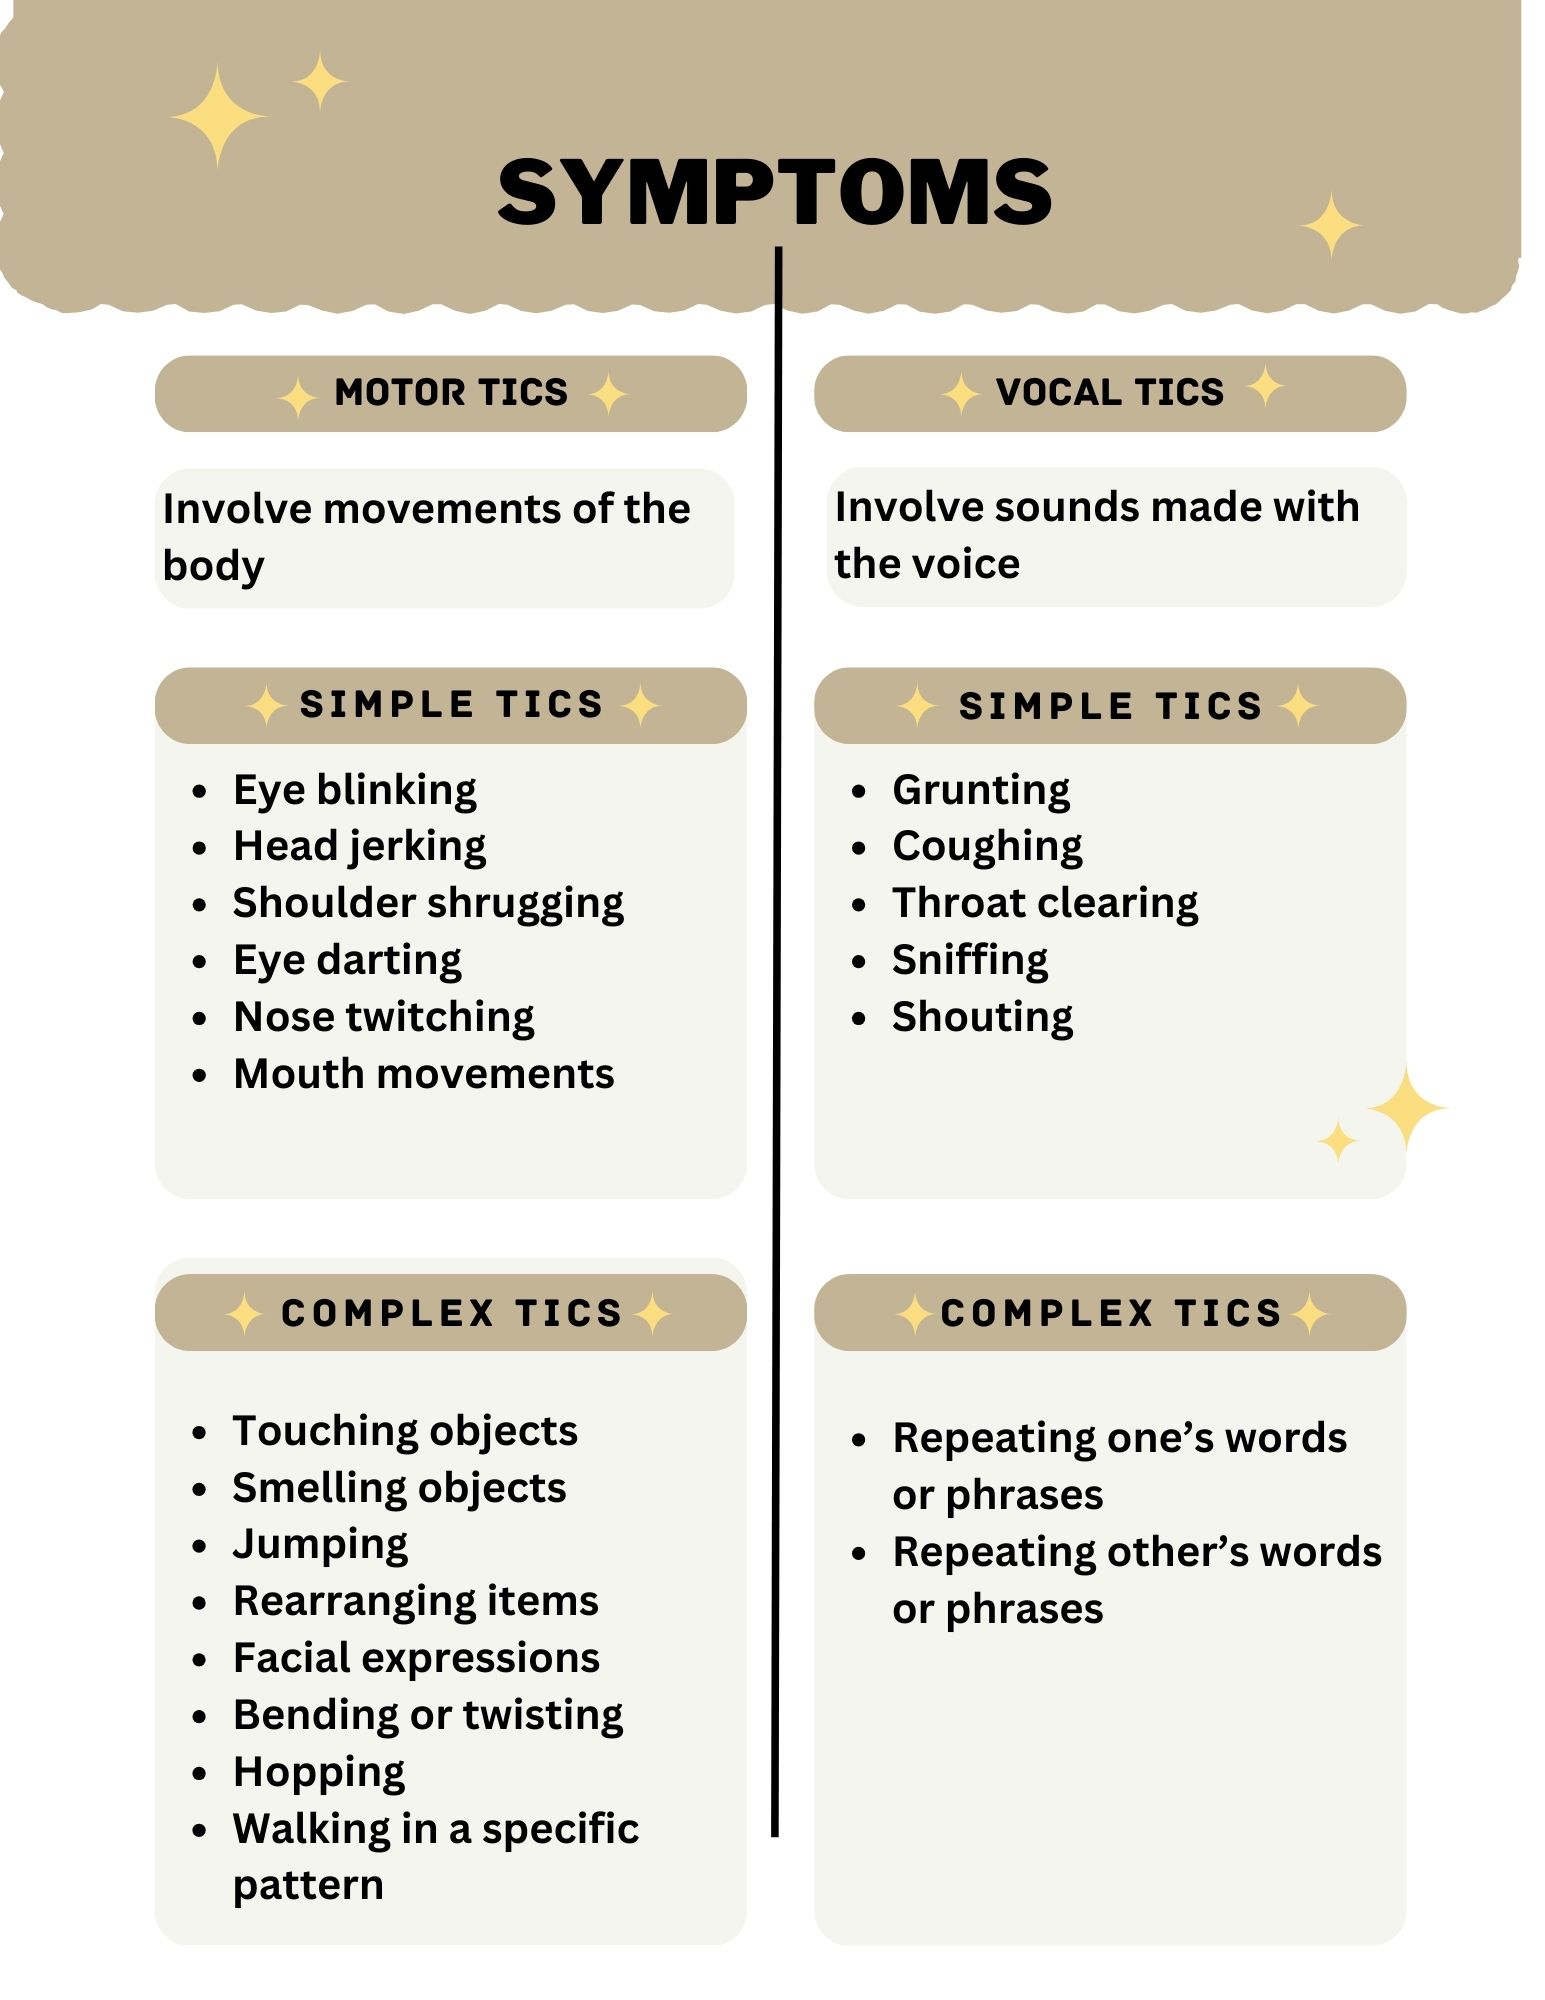 SYMPTOMS
MOTOR TICS
Involve movements of the
body
SIMPLE TICS
• Eye blinking
• Head jerking
• Shoulder shrugging
• Eye darting
• Nose twitching
• Mouth movements
COMPLEX TICS
• Touching objects
• Smelling objects
• Jumping
• Rearranging items
• Facial expressions
• Bending or twisting
• Hopping
• Walking in a specific
pattern
VOCAL TICS
Involve sounds made with
the voice
SIMPLE TICS
• Grunting
• Coughing
• Throat clearing
• Sniffing
• Shouting
COMPLEX TICS
• Repeating one’s words
or phrases
• Repeating other’s words
or phrases